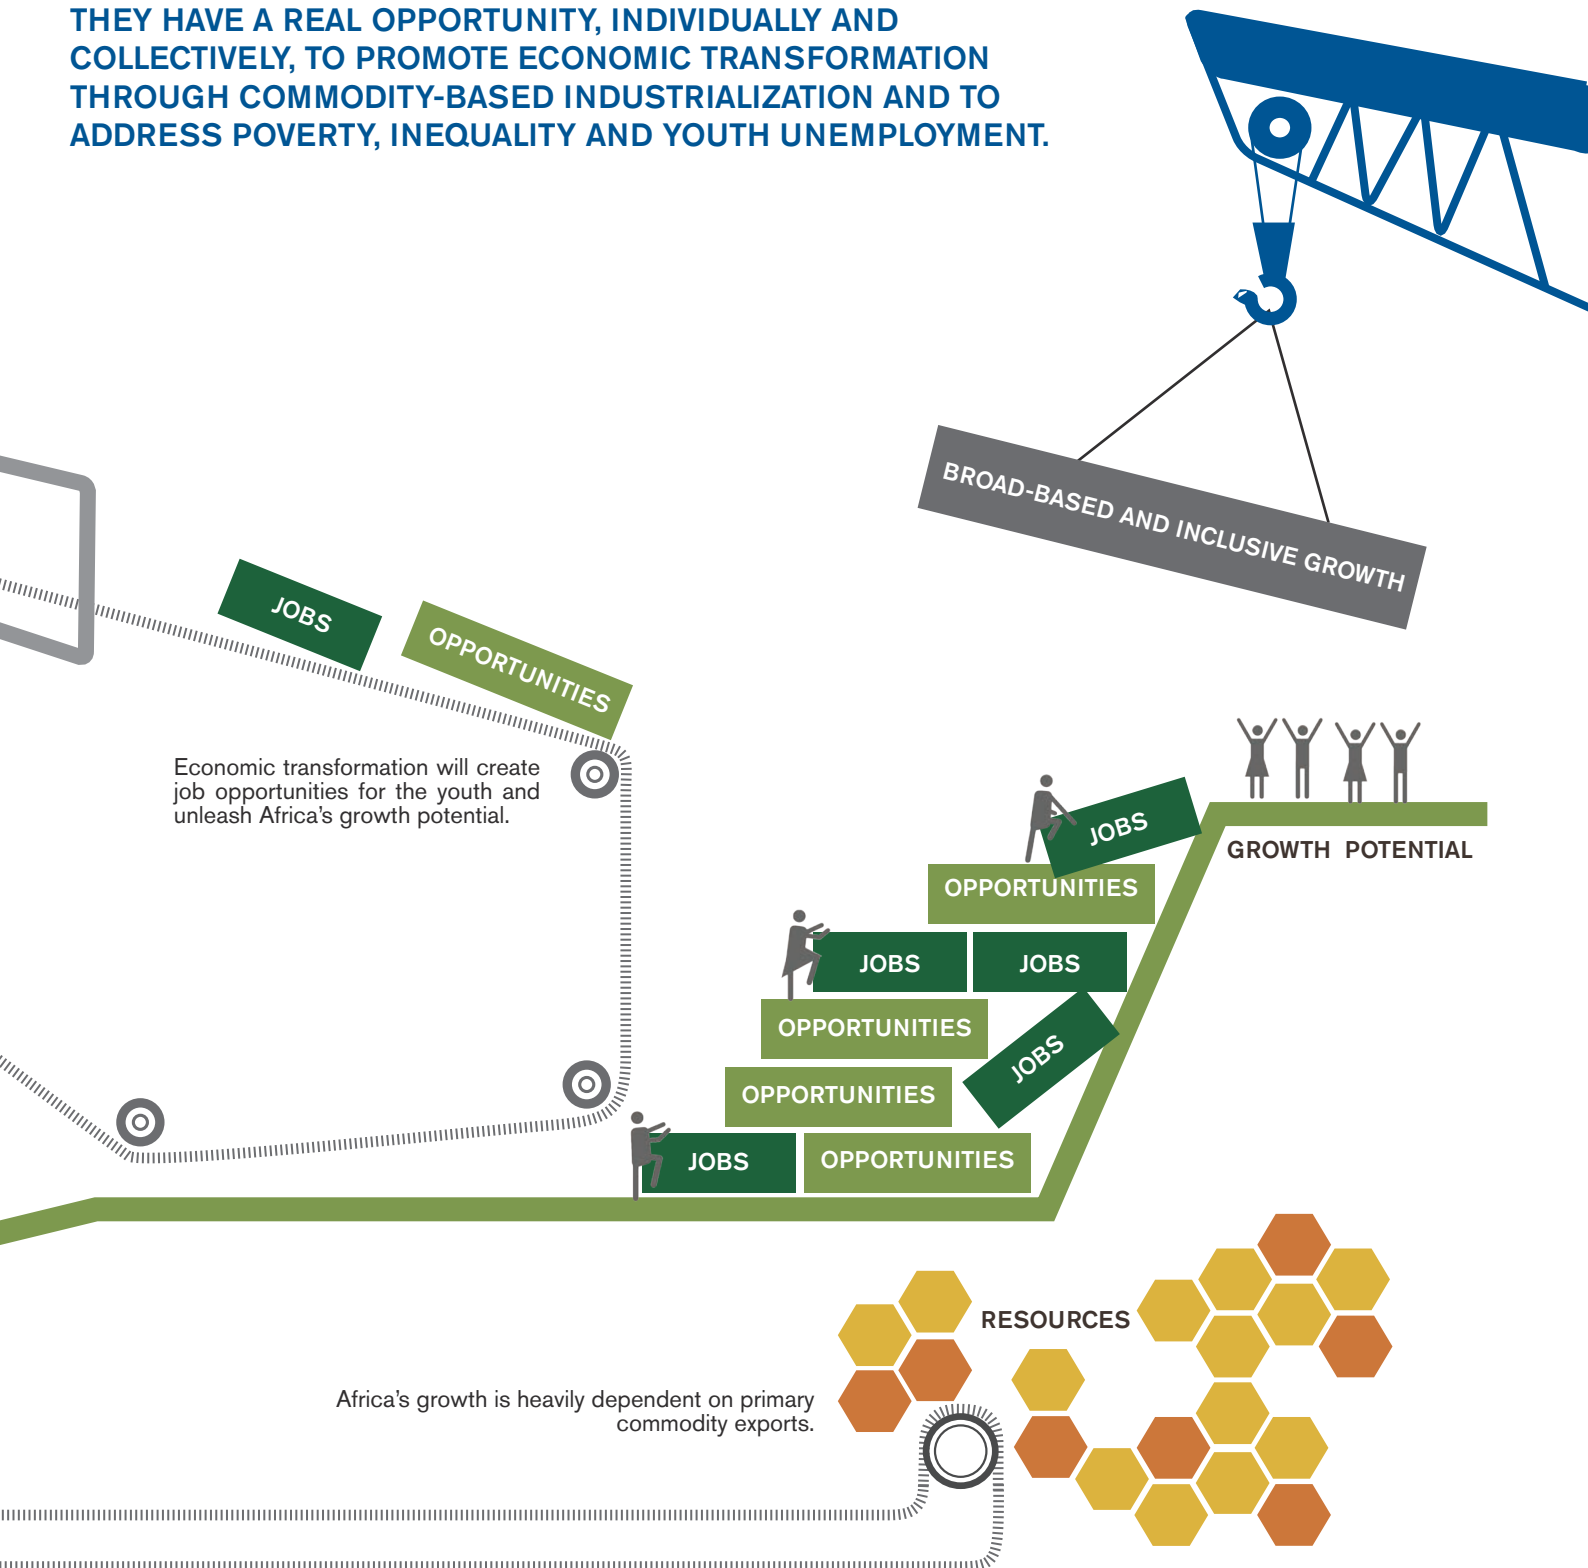 THEY HAVE A REAL OPPORTUNITY, INDIVIDUALLY AND
COLLECTIVELY, TO PROMOTE ECONOMIC TRANSFORMATION
THROUGH COMMODITY-BASED INDUSTRIALIZATION AND TO
ADDRESS POVERTY, INEQUALITY AND YOUTH UNEMPLOYMENT.
BROAD-BASED AND INCLUSIVE GROWTH
JOBS
OPPORTUNITIES
Economic transformation will create
job opportunities for the youth and
unleash Africa's growth potential.
JOBS
GROWTH POTENTIAL
OPPORTUNITIES
JOBS
JOBS
OPPORTUNITIES
JOBS
OPPORTUNITIES
JOBS
OPPORTUNITIES
RESOURCES
Africa's growth is heavily dependent on primary
commodity exports.